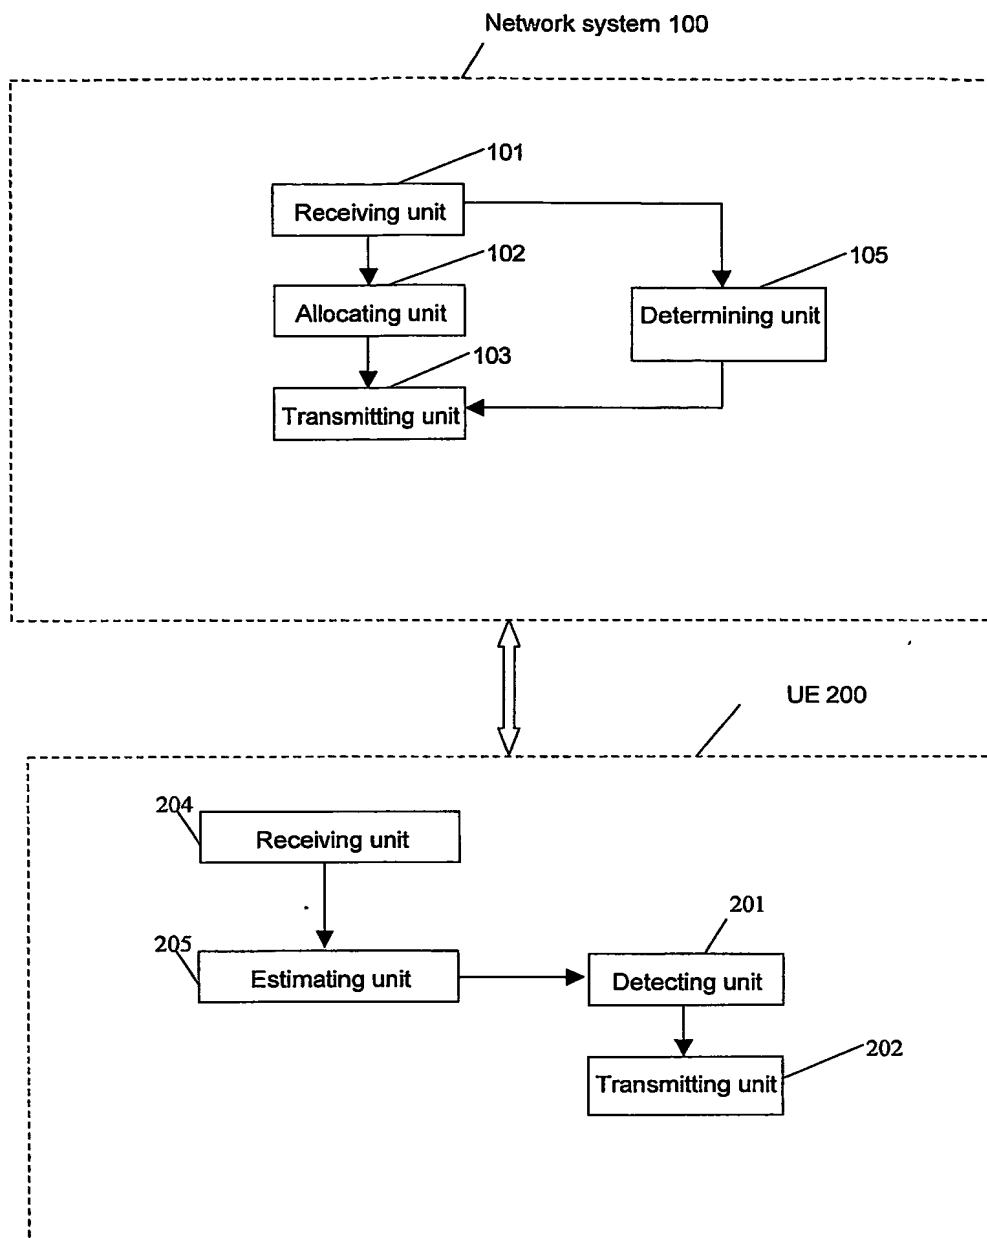 Network system 100
101
Receiving unit
102
105
Allocating unit
Determining unit
103
Transmitting unit
UE 200
204
Receiving unit
201
205
Estimating unit
Detecting unit
202
Transmitting unit